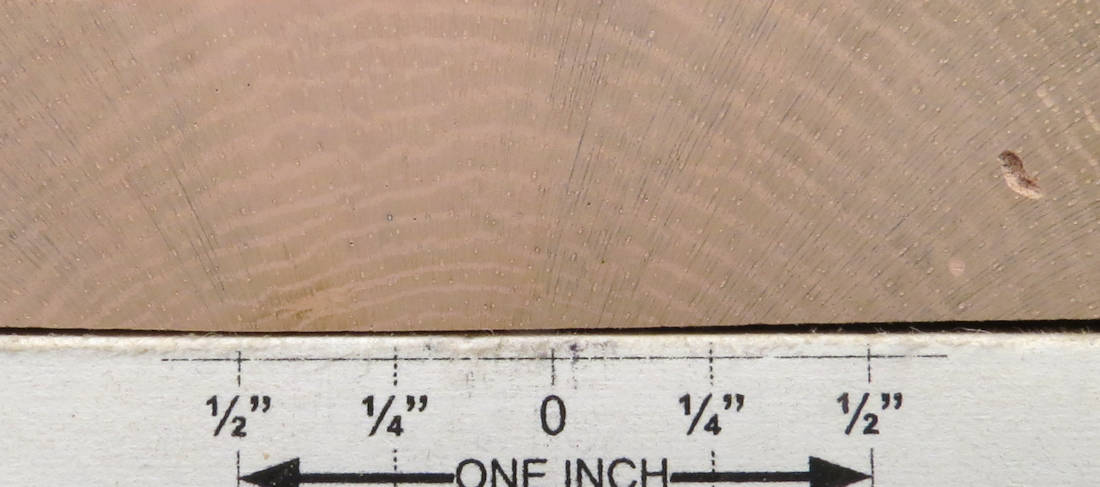 ½” ¼” 0 ¼” ½”
ONE INCH